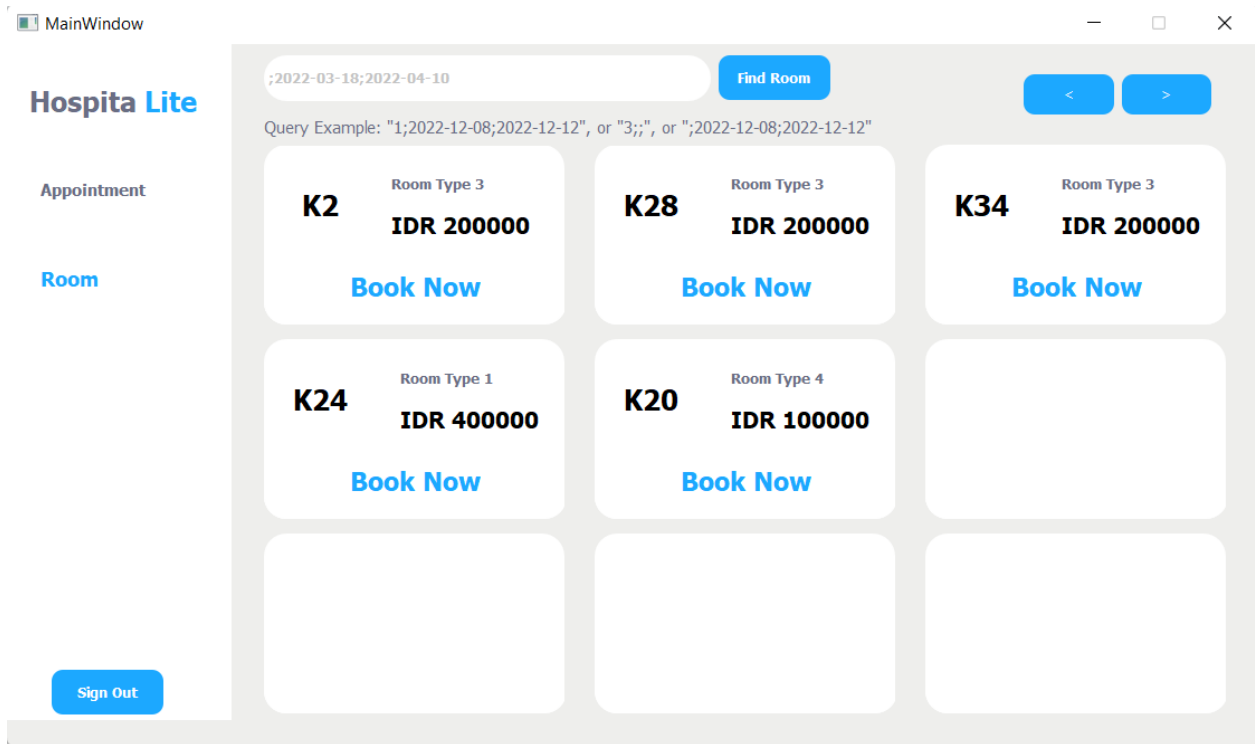 MainWindow
Hospita Lite
Appointment
Room
Sign Out
;2022-03-18;2022-04-10
Find Room
<
>
Query Example: "1;2022-12-08;2022-12-12", or "3;;", or ";2022-12-08;2022-12-12"
K2
Room Type 3
IDR 200000
Book Now
K28
Room Type 3
IDR 200000
Book Now
K34
Room Type 3
IDR 200000
Book Now
K24
Room Type 1
IDR 400000
Book Now
K20
Room Type 4
IDR 100000
Book Now